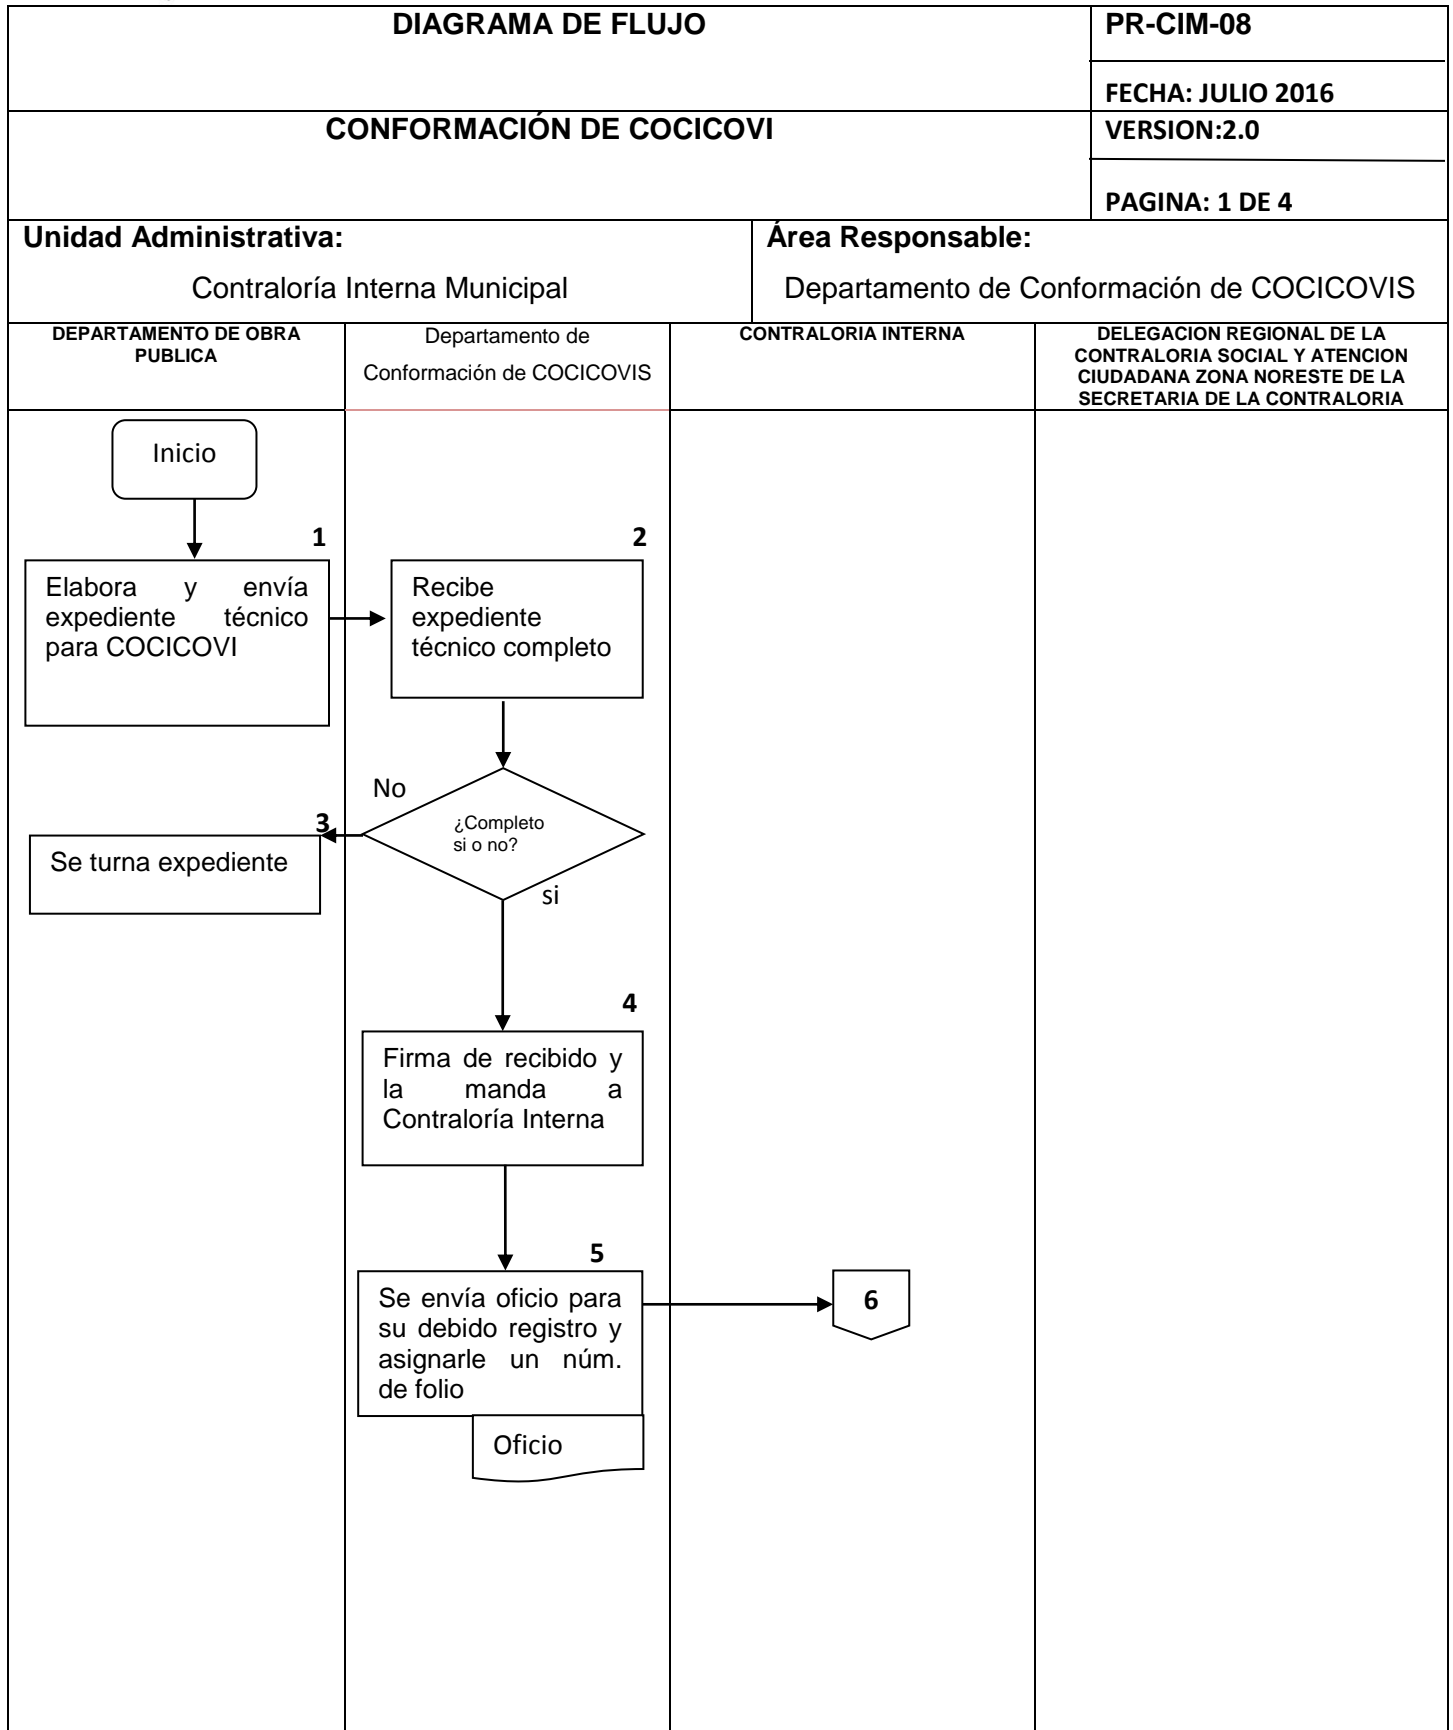 DIAGRAMA DE FLUJO
PR-CIM-08
FECHA: JULIO 2016
CONFORMACIÓN DE COCICOVI
VERSION:2.0
PAGINA: 1 DE 4
Unidad Administrativa:
Contraloría Interna Municipal
Área Responsable:
Departamento de Conformación de COCICOVIS
DEPARTAMENTO DE OBRA
PUBLICA
Departamento de
Conformación de COCICOVIS
CONTRALORIA INTERNA
DELEGACION REGIONAL DE LA
CONTRALORIA SOCIAL Y ATENCION
CIUDADANA ZONA NORESTE DE LA
SECRETARIA DE LA CONTRALORIA
Inicio
1
Elabora y envía
expediente técnico
para COCICOVI
2
Recibe
expediente
técnico completo
No
¿Completo
si o no?
si
3
Se turna expediente
4
Firma de recibido y
la manda a
Contraloría Interna
5
Se envía oficio para
su debido registro y
asignarle un núm.
de folio
Oficio
6